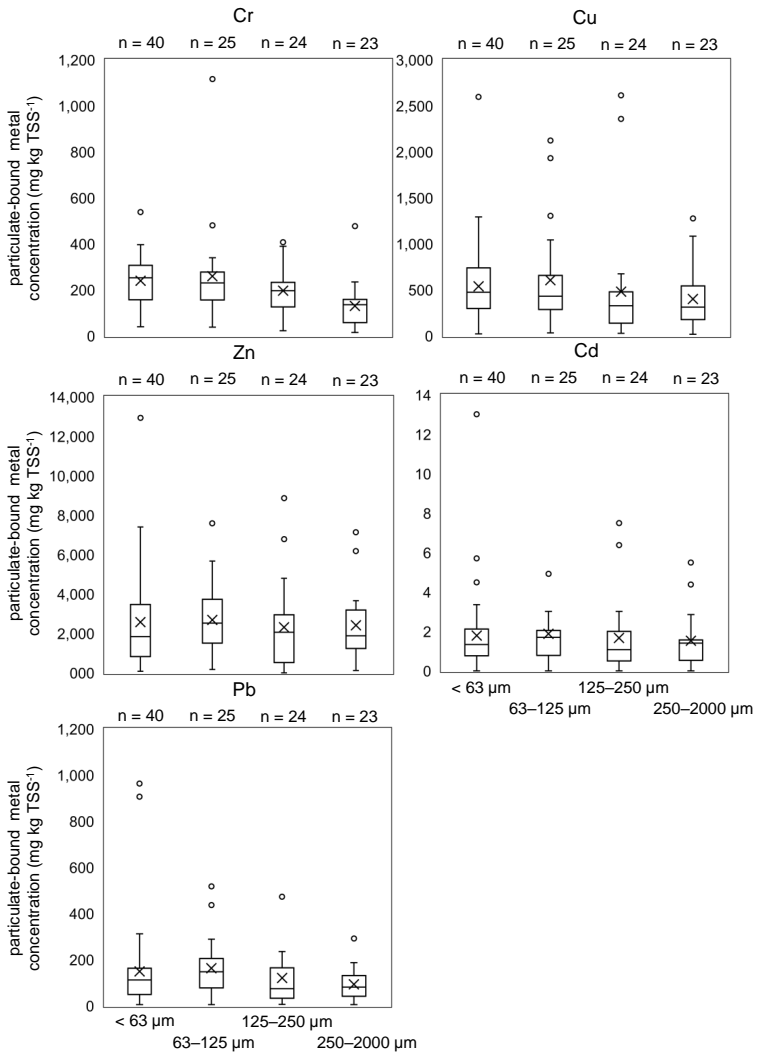 Cr
n = 40 n = 25 n = 24 n = 23
1,200
1,000
800
600
400
200
0
particulate-bound metal
concentration (mg kg TSS-1)
Cu
n = 40 n = 25 n = 24 n = 23
3,000
2,500
2,000
1,500
1,000
500
0
Zn
n = 40 n = 25 n = 24 n = 23
14,000
12,000
10,000
8,000
6,000
4,000
2,000
000
particulate-bound metal
concentration (mg kg TSS-1)
Cd
n = 40 n = 25 n = 24 n = 23
14
12
10
8
6
4
2
0
< 63 µm 125–250 µm
63–125 µm 250–2000 µm
Pb
n = 40 n = 25 n = 24 n = 23
1,200
1,000
800
600
400
200
0
particulate-bound metal
concentration (mg kg TSS-1)
< 63 µm 125–250 µm
63–125 µm 250–2000 µm